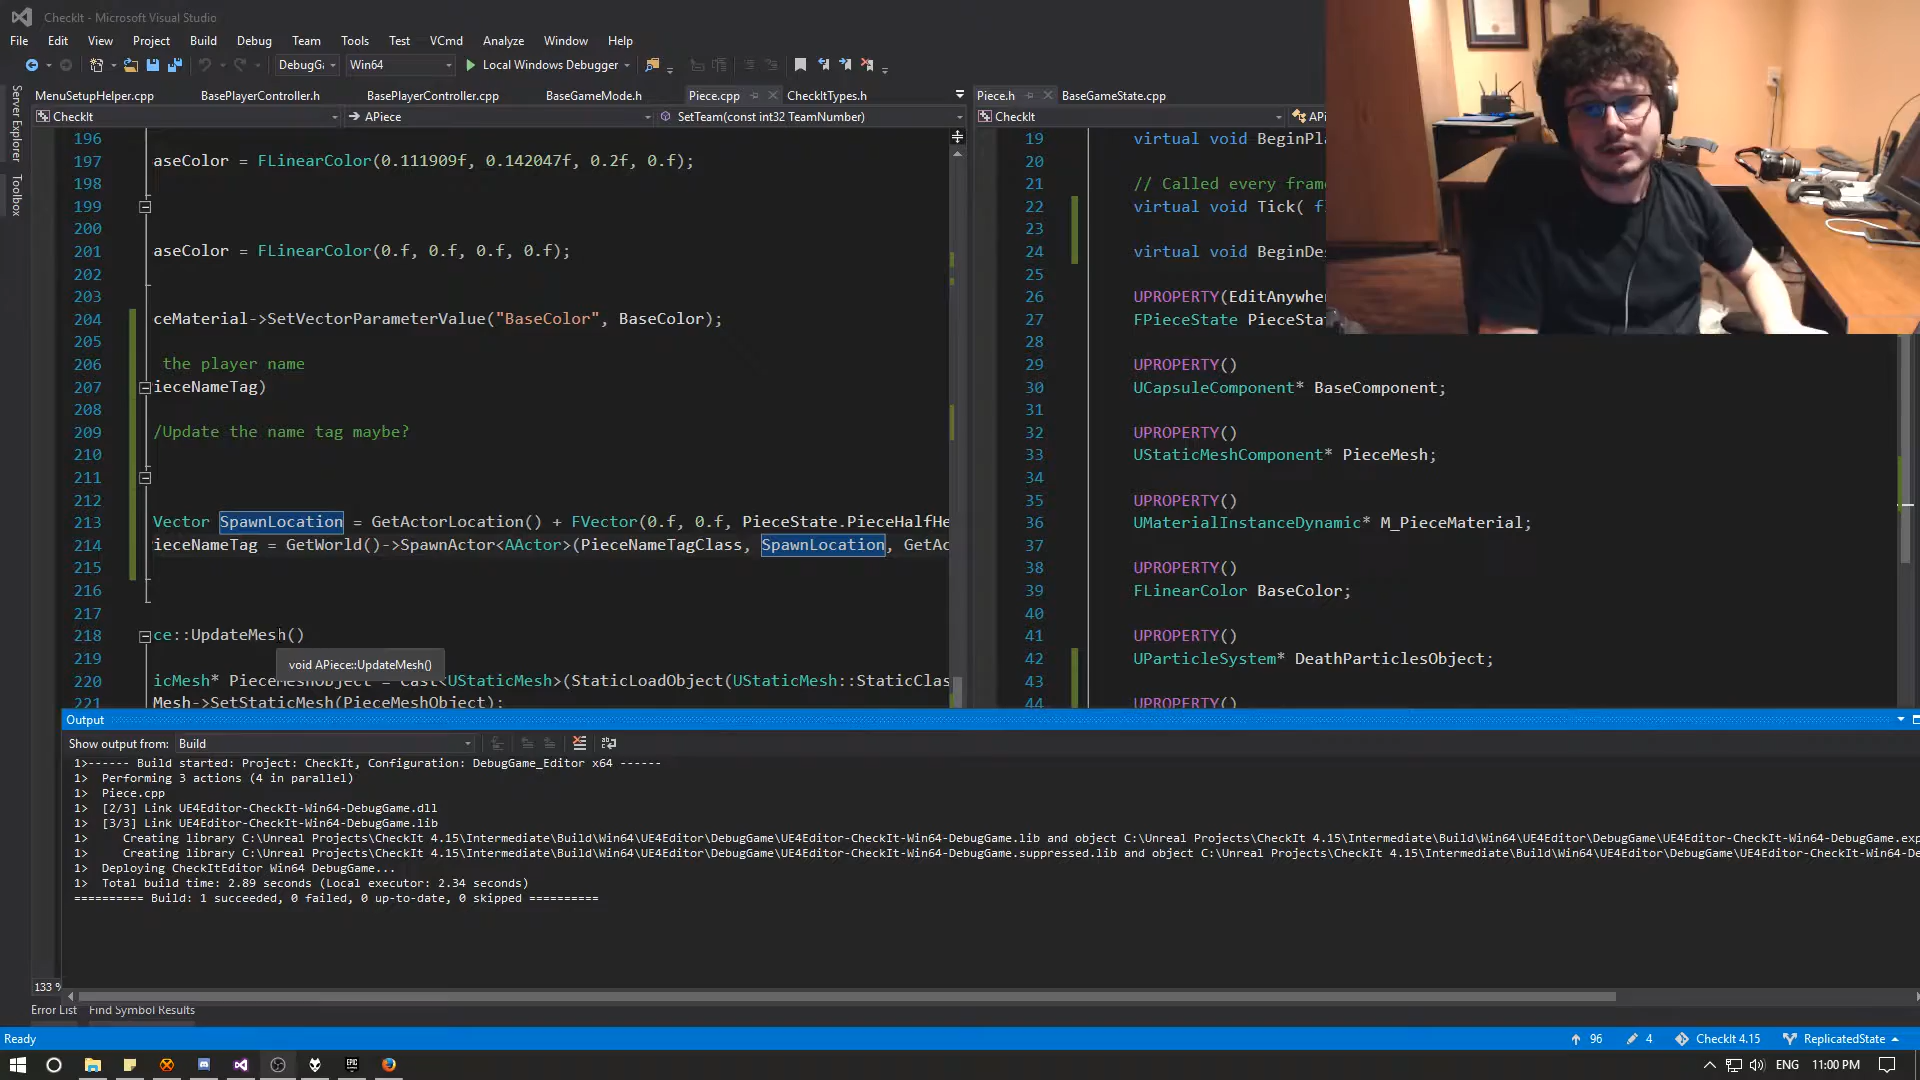 CheckIt - Microsoft Visual Studio
File Edit View Project Build Debug Team Tools Test VCmd Analyze Window Help
DebugG Win64 Local Windows Debugger
Server Explorer
Toolbox
MenuSetupHelper.cpp BasePlayerController.h BasePlayerController.cpp BaseGameMode.h Piece.cpp CheckItTypes.h
CheckIt APiece SetTeam(const int32 TeamNumber)
196
197 aseColor = FLinearColor(0.111909f, 0.142047f, 0.2f, 0.f);
198
199
200
201 aseColor = FLinearColor(0.f, 0.f, 0.f, 0.f);
202
203
204 ceMaterial->SetVectorParameterValue("BaseColor", BaseColor);
205
206 the player name
207 ieceNameTag)
208
209 /Update the name tag maybe?
210
211
212
213 Vector SpawnLocation = GetActorLocation() + FVector(0.f, 0.f, PieceState.PieceHalfHe
214 ieceNameTag = GetWorld()->SpawnActor<AActor>(PieceNameTagClass, SpawnLocation, GetAc
215
216
217
218 ce::UpdateMesh()
219
void APiece::UpdateMesh()
220 icMesh* PieceMeshObject = Cast<UStaticMesh>(StaticLoadObject(UStaticMesh::StaticClas
221 Mesh->SetStaticMesh(PieceMeshObject);
Piece.h BaseGameState.cpp
CheckIt APi
19 virtual void BeginPl
20
21 // Called every fram
22 virtual void Tick( f
23
24 virtual void BeginDe
25
26 UPROPERTY(EditAnywher
27 FPieceState PieceSta
28
29 UPROPERTY()
30 UCapsuleComponent* BaseComponent;
31
32 UPROPERTY()
33 UStaticMeshComponent* PieceMesh;
34
35 UPROPERTY()
36 UMaterialInstanceDynamic* M_PieceMaterial;
37
38 UPROPERTY()
39 FLinearColor BaseColor;
40
41 UPROPERTY()
42 UParticleSystem* DeathParticlesObject;
43
44 UPROPERTY()
Output
Show output from: Build
1>------ Build started: Project: CheckIt, Configuration: DebugGame_Editor x64 ------
1> Performing 3 actions (4 in parallel)
1> Piece.cpp
1> [2/3] Link UE4Editor-CheckIt-Win64-DebugGame.dll
1> [3/3] Link UE4Editor-CheckIt-Win64-DebugGame.lib
1> Creating library C:\Unreal Projects\CheckIt 4.15\Intermediate\Build\Win64\UE4Editor\DebugGame\UE4Editor-CheckIt-Win64-DebugGame.lib and object C:\Unreal Projects\CheckIt 4.15\Intermediate\Build\Win64\UE4Editor\DebugGame\UE4Editor-CheckIt-Win64-DebugGame.exp
1> Creating library C:\Unreal Projects\CheckIt 4.15\Intermediate\Build\Win64\UE4Editor\DebugGame\UE4Editor-CheckIt-Win64-DebugGame.suppressed.lib and object C:\Unreal Projects\CheckIt 4.15\Intermediate\Build\Win64\UE4Editor\DebugGame\UE4Editor-CheckIt-Win64-De
1> Deploying CheckItEditor Win64 DebugGame...
1> Total build time: 2.89 seconds (Local executor: 2.34 seconds)
========== Build: 1 succeeded, 0 failed, 0 up-to-date, 0 skipped ==========
133 %
Error List Find Symbol Results
Ready 96 4 CheckIt 4.15 ReplicatedState
EPIC
ENG 11:00 PM